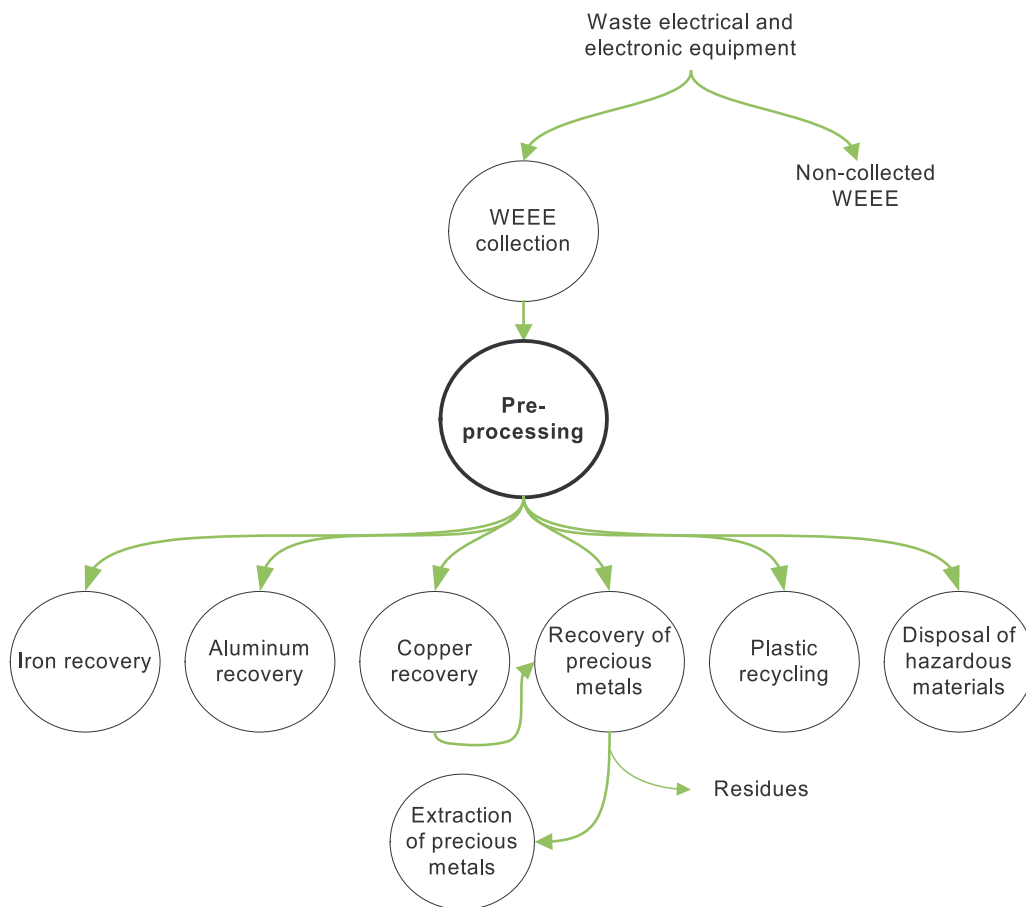 Waste electrical and
electronic equipment
Non-collected
WEEE
WEEE
collection
Pre-
processing
Iron recovery
Aluminum
recovery
Copper
recovery
Recovery of
precious
metals
Plastic
recycling
Disposal of
hazardous
materials
Residues
Extraction
of precious
metals